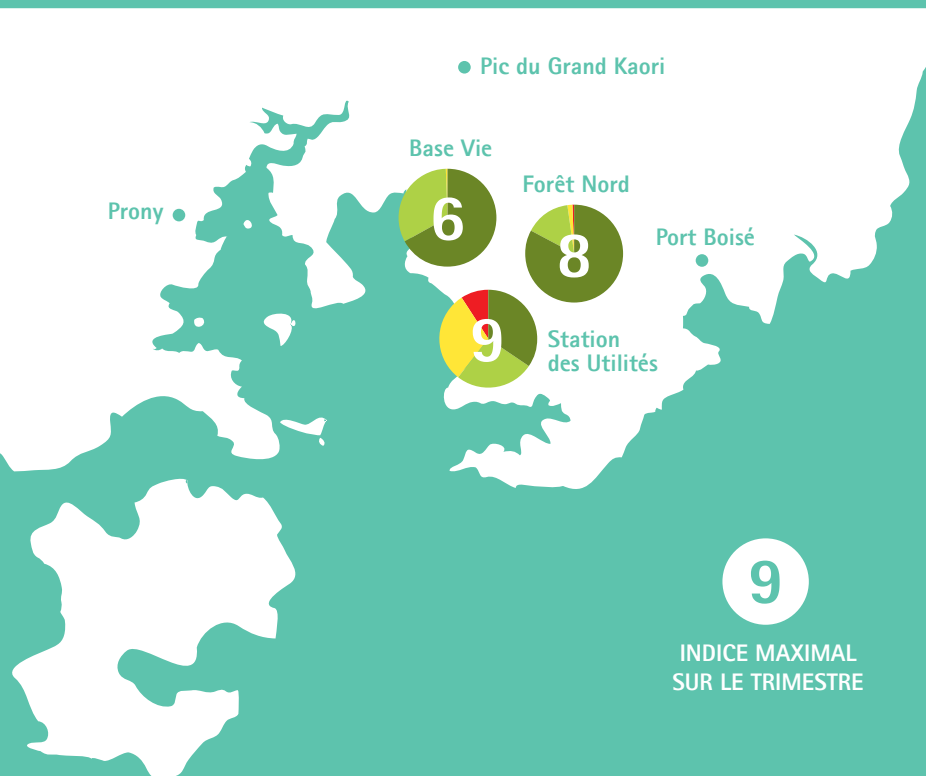 Pic du Grand Kaori
Base Vie
6
Forêt Nord
8
Prony
Port Boisé
9
Station
des Utilités
9
INDICE MAXIMAL
SUR LE TRIMESTRE